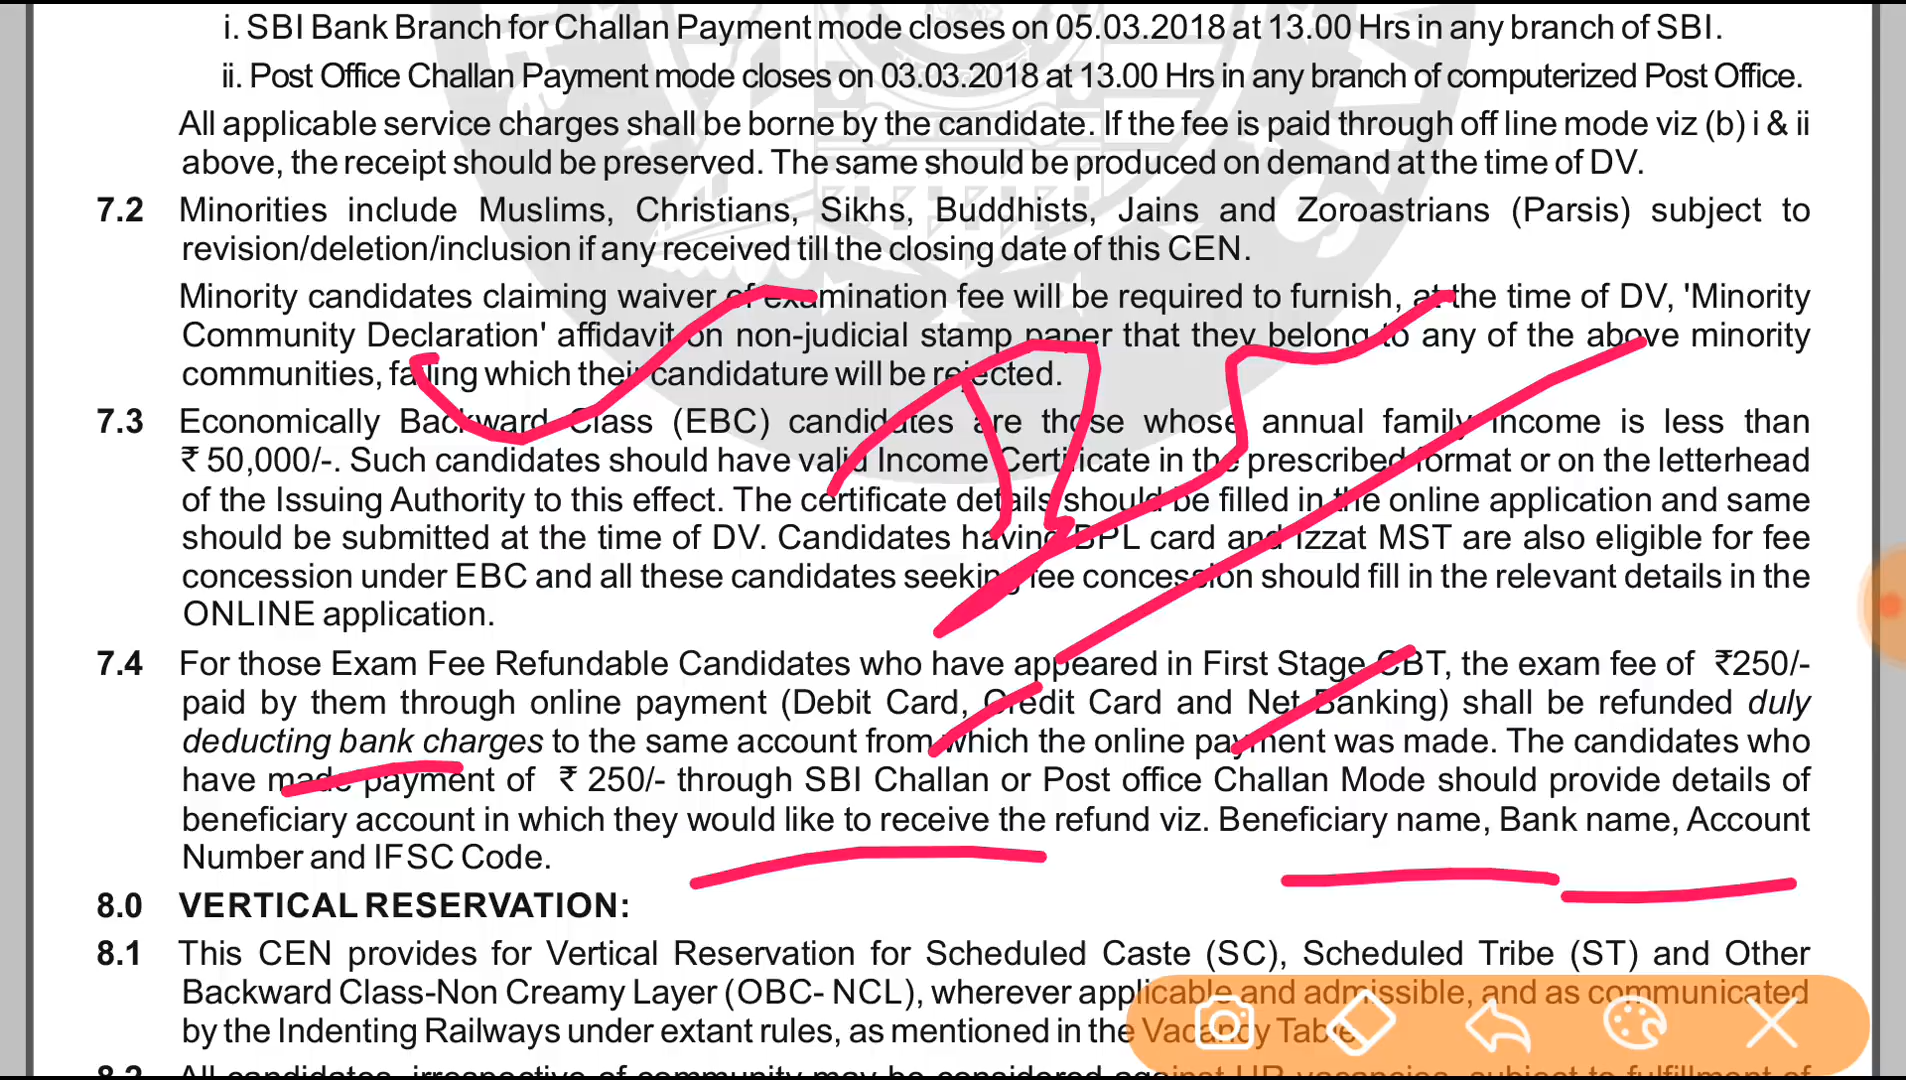 i. SBI Bank Branch for Challan Payment mode closes on 05.03.2018 at 13.00 Hrs in any branch of SBI.
ii. Post Office Challan Payment mode closes on 03.03.2018 at 13.00 Hrs in any branch of computerized Post Office.
All applicable service charges shall be borne by the candidate. If the fee is paid through off line mode viz (b) i & ii
above, the receipt should be preserved. The same should be produced on demand at the time of DV.
7.2 Minorities include Muslims, Christians, Sikhs, Buddhists, Jains and Zoroastrians (Parsis) subject to
revision/deletion/inclusion if any received till the closing date of this CEN.
Minority candidates claiming waiver of examination fee will be required to furnish, at the time of DV, 'Minority
Community Declaration' affidavit on non-judicial stamp paper that they belong to any of the above minority
communities, failing which their candidature will be rejected.
7.3 Economically Backward Class (EBC) candidates are those whose annual family income is less than
₹ 50,000/-. Such candidates should have valid Income Certificate in the prescribed format or on the letterhead
of the Issuing Authority to this effect. The certificate details should be filled in the online application and same
should be submitted at the time of DV. Candidates having BPL card and Izzat MST are also eligible for fee
concession under EBC and all these candidates seeking fee concession should fill in the relevant details in the
ONLINE application.
7.4 For those Exam Fee Refundable Candidates who have appeared in First Stage CBT, the exam fee of ₹250/-
paid by them through online payment (Debit Card, Credit Card and Net Banking) shall be refunded duly
deducting bank charges to the same account from which the online payment was made. The candidates who
have made payment of ₹ 250/- through SBI Challan or Post office Challan Mode should provide details of
beneficiary account in which they would like to receive the refund viz. Beneficiary name, Bank name, Account
Number and IFSC Code.
8.0 VERTICAL RESERVATION:
8.1 This CEN provides for Vertical Reservation for Scheduled Caste (SC), Scheduled Tribe (ST) and Other
Backward Class-Non Creamy Layer (OBC- NCL), wherever applicable and admissible, and as communicated
by the Indenting Railways under extant rules, as mentioned in the Vacancy Table
8.2 All candidates, irrespective of community may be considered against UR vacancies, subject to fulfillment of